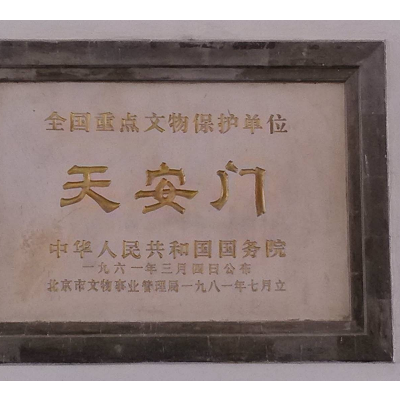 全国重点文物保护单位
天安门
中华人民共和国国务院
一九六一年三月四日公布
北京市文物事业管理局一九八一年七月立